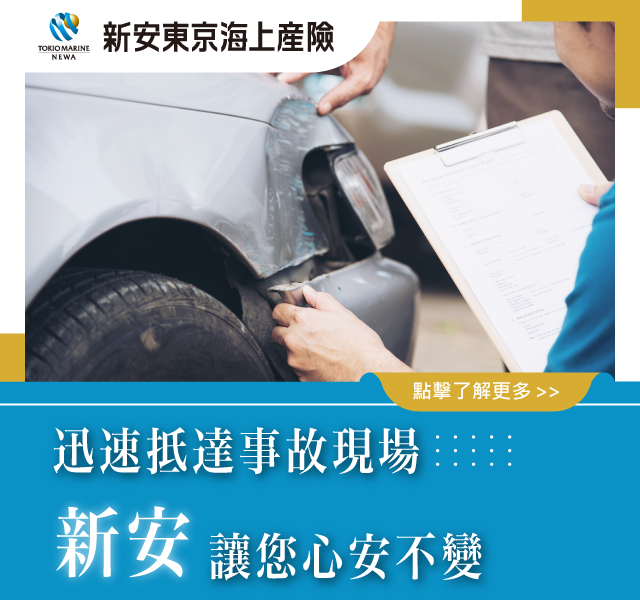 TOKIO MARINE
NEWA
新安東京海上産險
點擊了解更多 >>
迅速抵達事故現場
新安 讓您心安不變